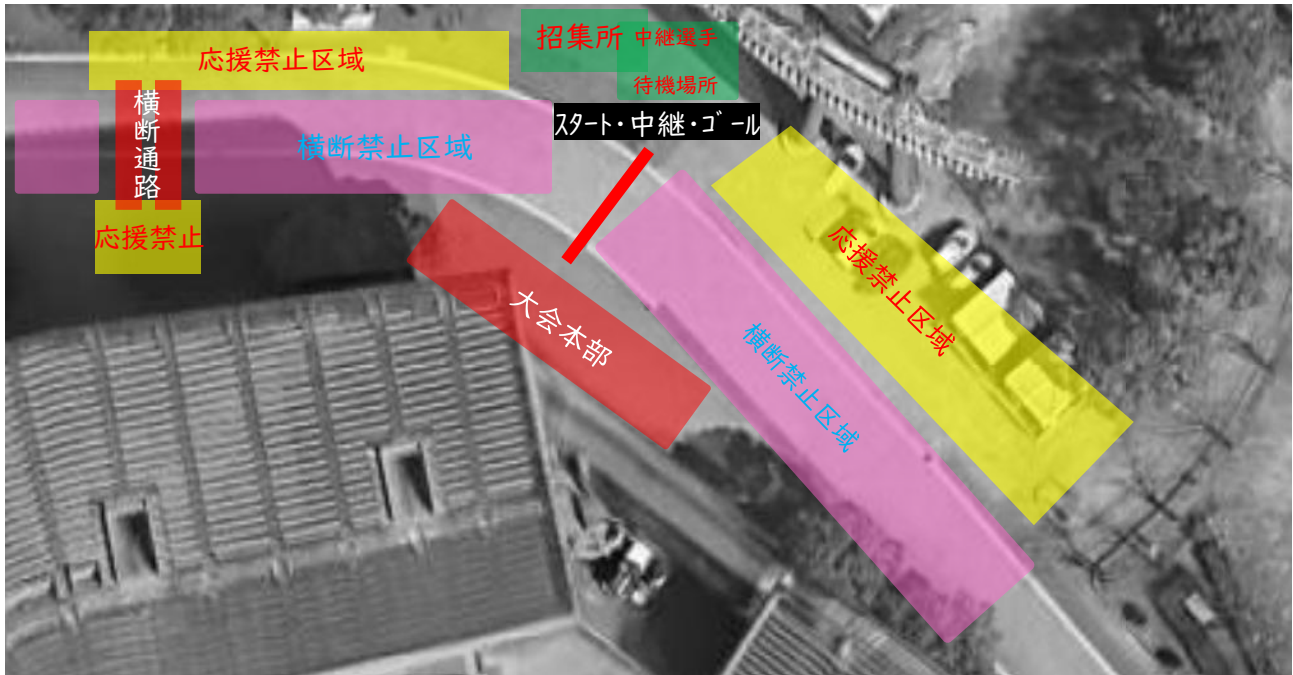 招集所
中継選手
待機場所
応援禁止区域
横断通路
横断禁止区域
スタート・中継・ゴール
応援禁止
大会本部
応援禁止区域
横断禁止区域